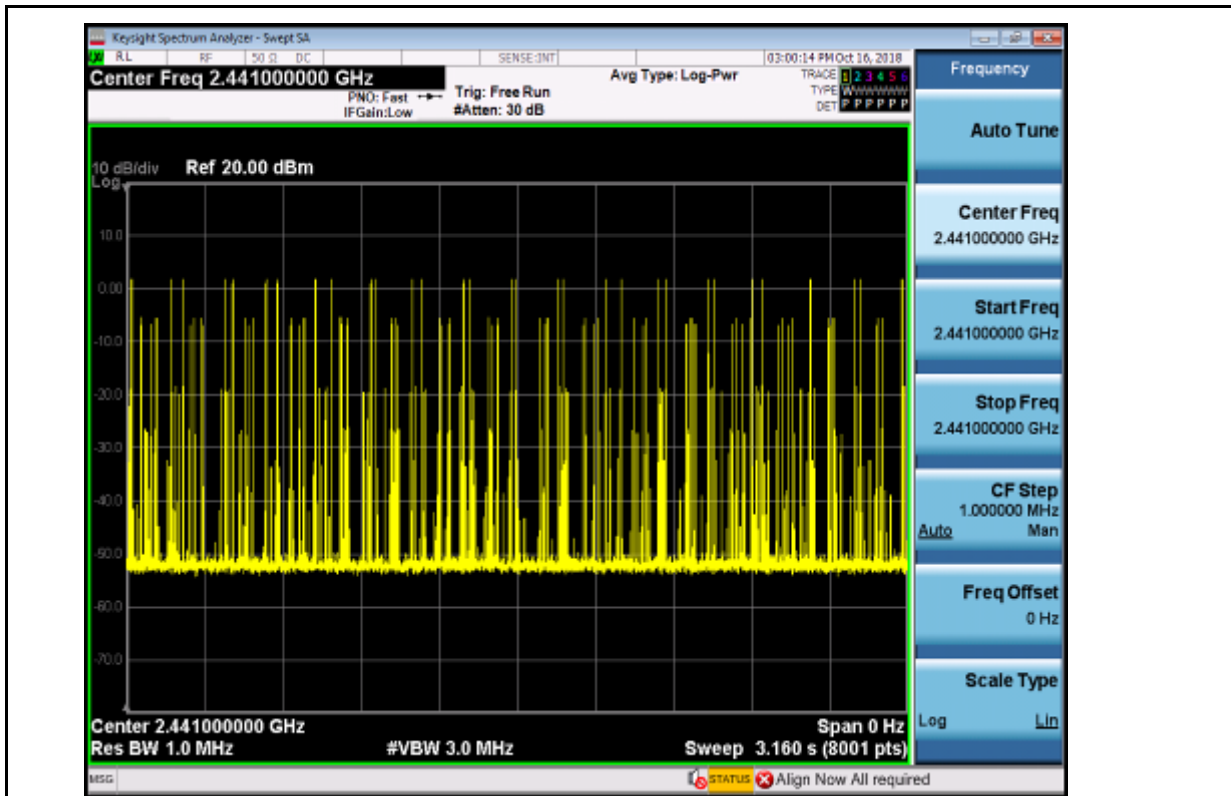 Keysight Spectrum Analyzer - Swept SA
RL RF 50 Ω DC SENSE:INT 03:00:14 PM Oct 16, 2018
Center Freq 2.441000000 GHz
PNO: Fast
IFGain:Low
Trig: Free Run
#Atten: 30 dB
Avg Type: Log-Pwr
TRACE 1 2 3 4 5 6
TYPE WWWWWW
DET P P P P P P
10 dB/div Ref 20.00 dBm
Log
10.0
0.00
-10.0
-20.0
-30.0
-40.0
-50.0
-60.0
-70.0
Center 2.441000000 GHz Span 0 Hz
Res BW 1.0 MHz #VBW 3.0 MHz Sweep 3.160 s (8001 pts)
MSG STATUS Align Now All required
Frequency
Auto Tune
Center Freq
2.441000000 GHz
Start Freq
2.441000000 GHz
Stop Freq
2.441000000 GHz
CF Step
1.000000 MHz
Auto Man
Freq Offset
0 Hz
Scale Type
Log Lin